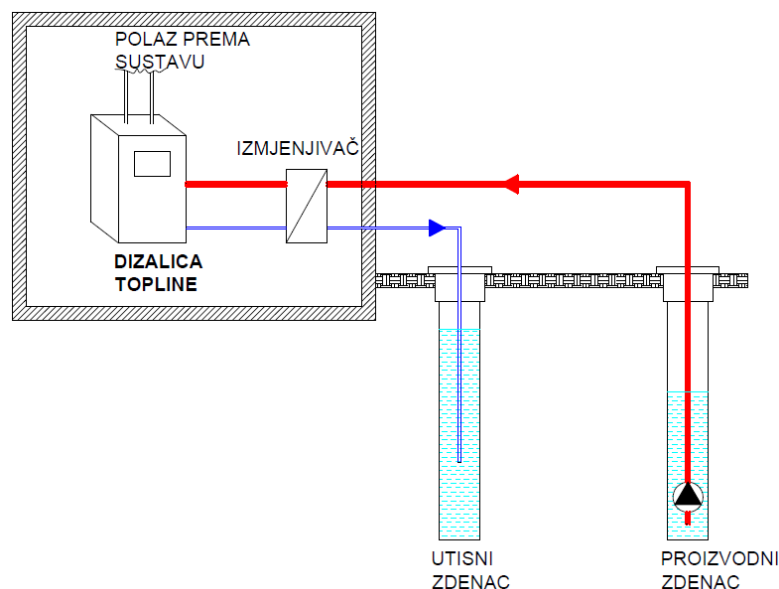 POLAZ PREMA
SUSTAVU
IZMJENJIVAČ
DIZALICA
TOPLINE
UTISNI
ZDENAC
PROIZVODNI
ZDENAC